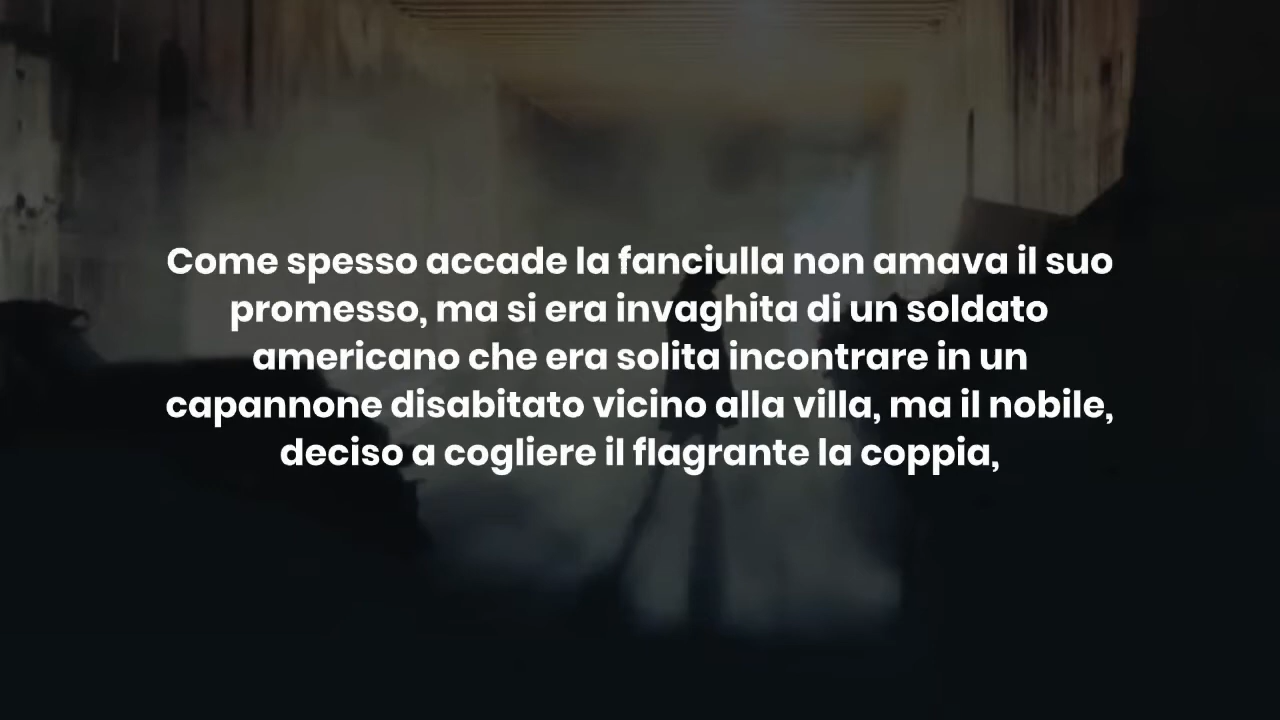 Come spesso accade la fanciulla non amava il suo
promesso, ma si era invaghita di un soldato
americano che era solita incontrare in un
capannone disabitato vicino alla villa, ma il nobile,
deciso a cogliere il flagrante la coppia,